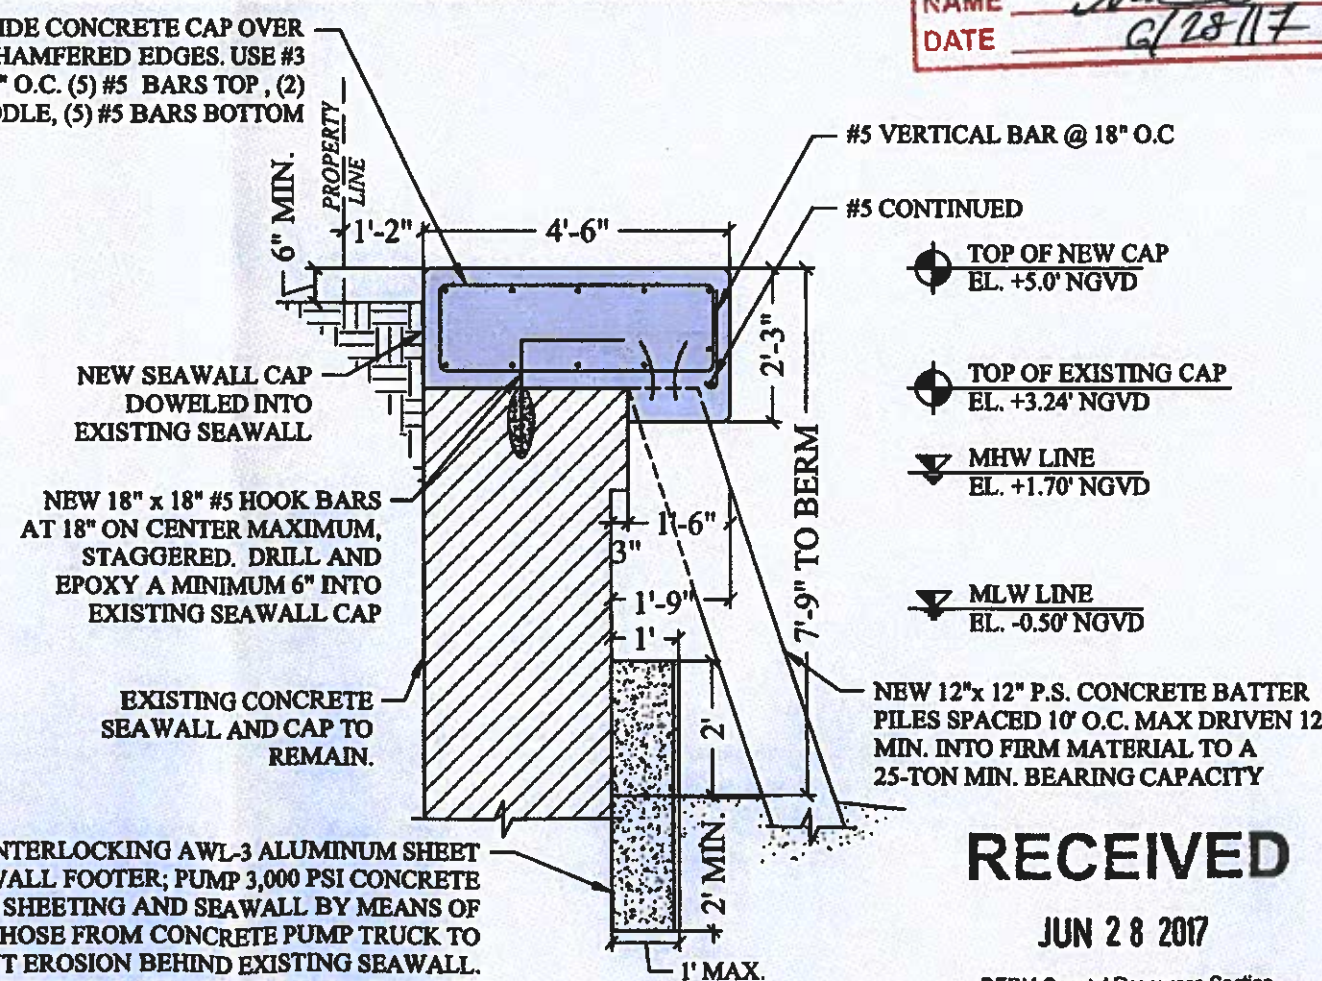 IDE CONCRETE CAP OVER
HAMFERED EDGES. USE #3
" O.C. (5) #5 BARS TOP, (2)
DLE, (5) #5 BARS BOTTOM
NAME
DATE 6/28/17
PROPERTY
LINE
6" MIN.
1'-2"
4'-6"
#5 VERTICAL BAR @ 18" O.C
#5 CONTINUED
TOP OF NEW CAP
EL. +5.0' NGVD
2'-3"
TOP OF EXISTING CAP
EL. +3.24' NGVD
NEW SEAWALL CAP
DOWELED INTO
EXISTING SEAWALL
MHW LINE
EL. +1.70' NGVD
NEW 18" x 18" #5 HOOK BARS
AT 18" ON CENTER MAXIMUM,
STAGGERED. DRILL AND
EPOXY A MINIMUM 6" INTO
EXISTING SEAWALL CAP
1'-6"
3"
1'-9"
1'
7'-9" TO BERM
MLW LINE
EL. -0.50' NGVD
EXISTING CONCRETE
SEAWALL AND CAP TO
REMAIN.
2'
2' MIN.
NEW 12"x 12" P.S. CONCRETE BATTER
PILES SPACED 10' O.C. MAX DRIVEN 12
MIN. INTO FIRM MATERIAL TO A
25-TON MIN. BEARING CAPACITY
NTERLOCKING AWL-3 ALUMINUM SHEET
WALL FOOTER; PUMP 3,000 PSI CONCRETE
SHEETING AND SEAWALL BY MEANS OF
HOSE FROM CONCRETE PUMP TRUCK TO
T EROSION BEHIND EXISTING SEAWALL.
1' MAX.
RECEIVED
JUN 28 2017